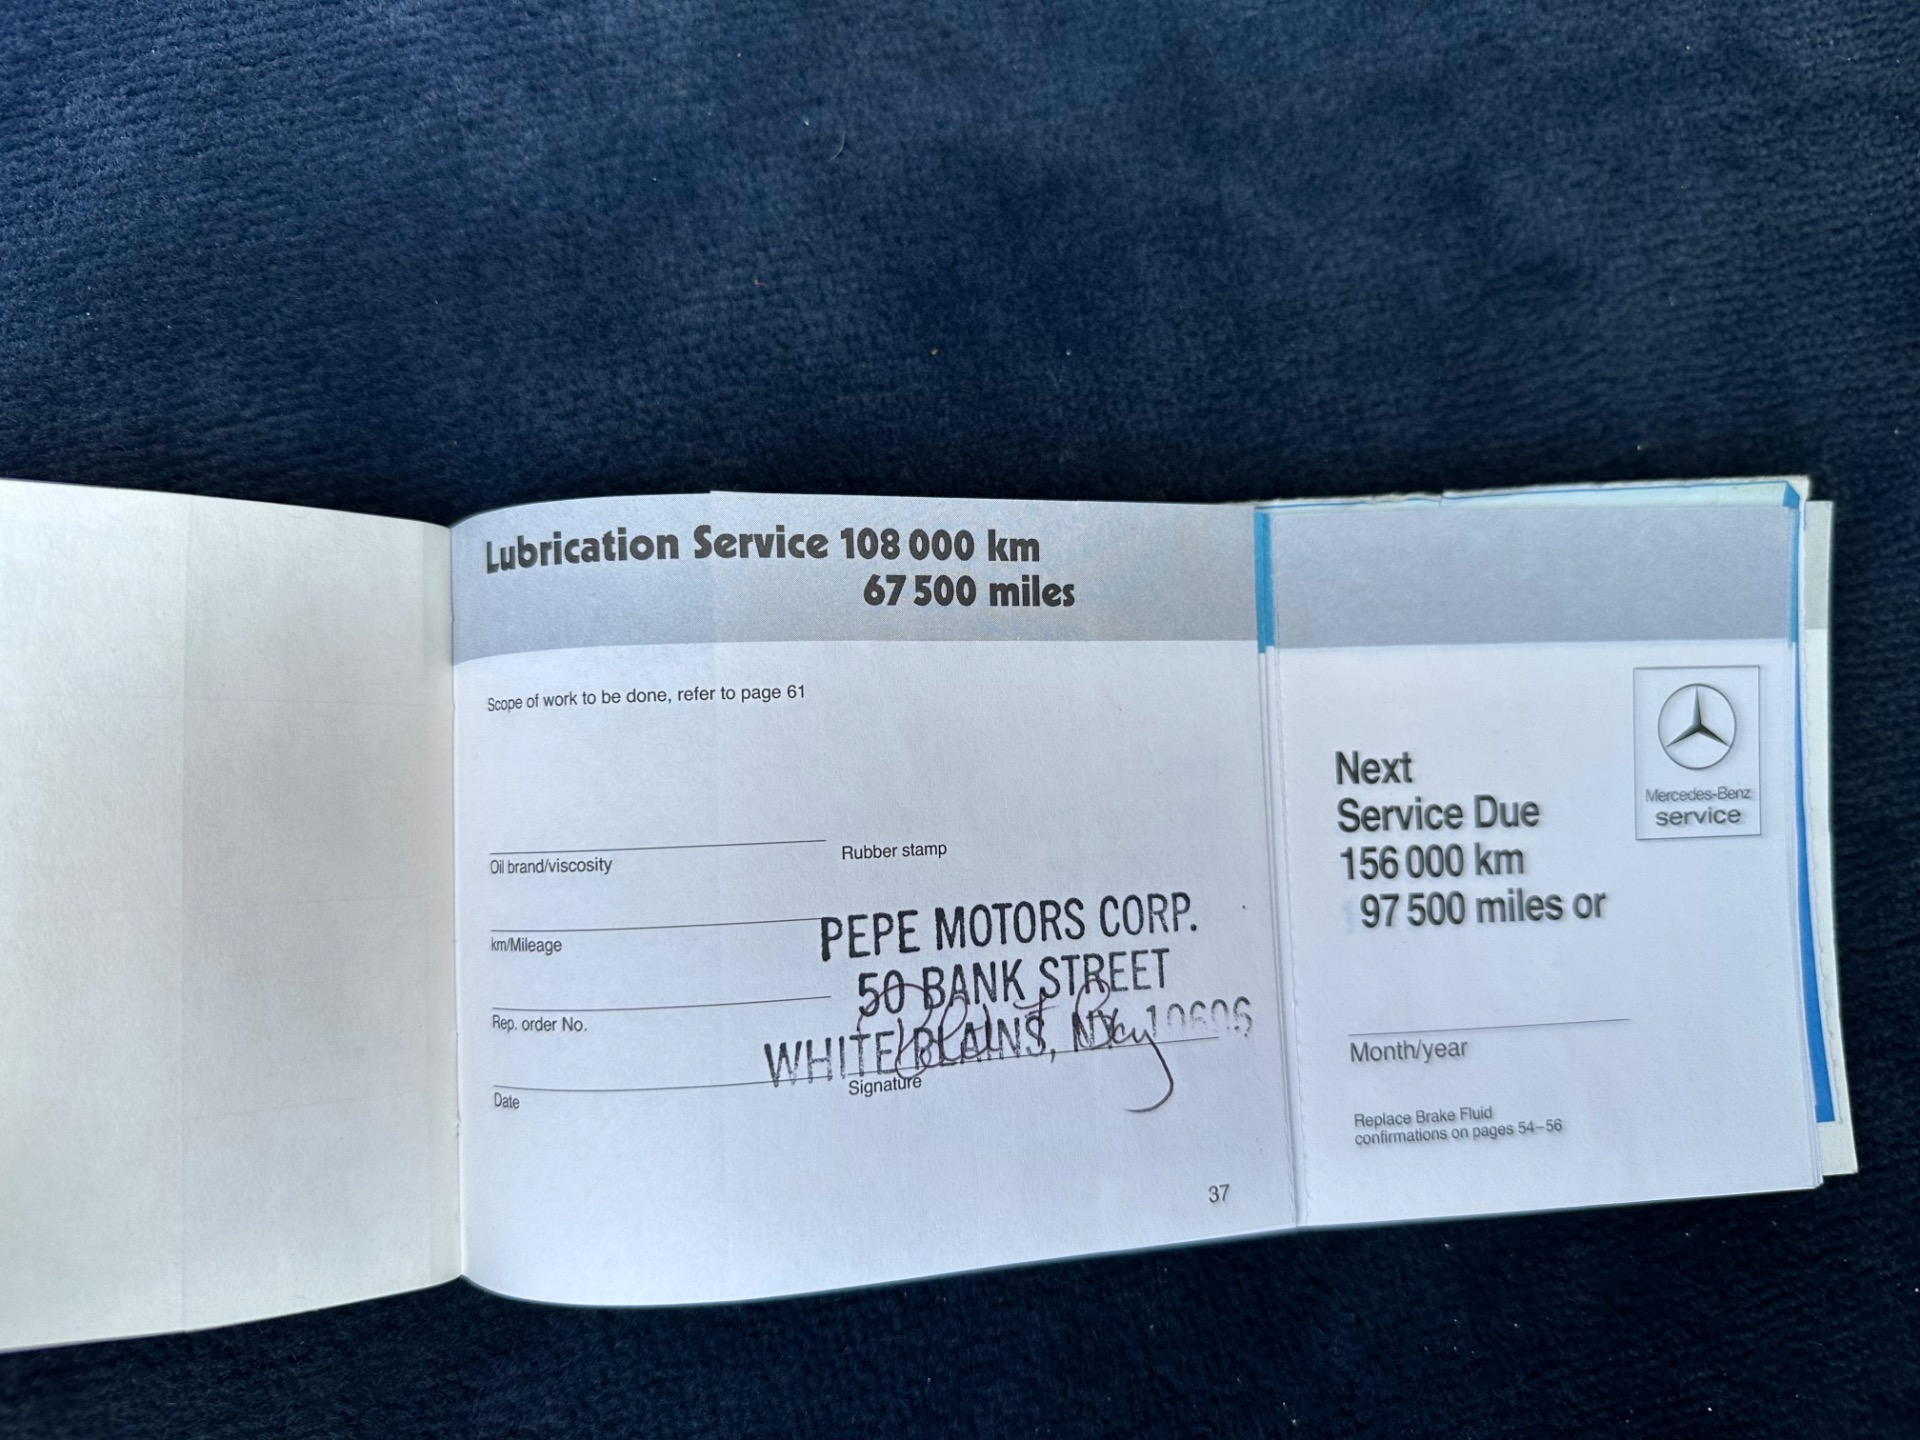 Lubrication Service 108 000 km
67 500 miles
Scope of work to be done, refer to page 61
Oil brand/viscosity
Rubber stamp
km/Mileage
PEPE MOTORS CORP.
50 BANK STREET
Rep. order No.
WHITE PLAINS, NY 10606
Signature
Date
37
Mercedes-Benz
service
Next
Service Due
156 000 km
97 500 miles or
Month/year
Replace Brake Fluid
confirmations on pages 54–56